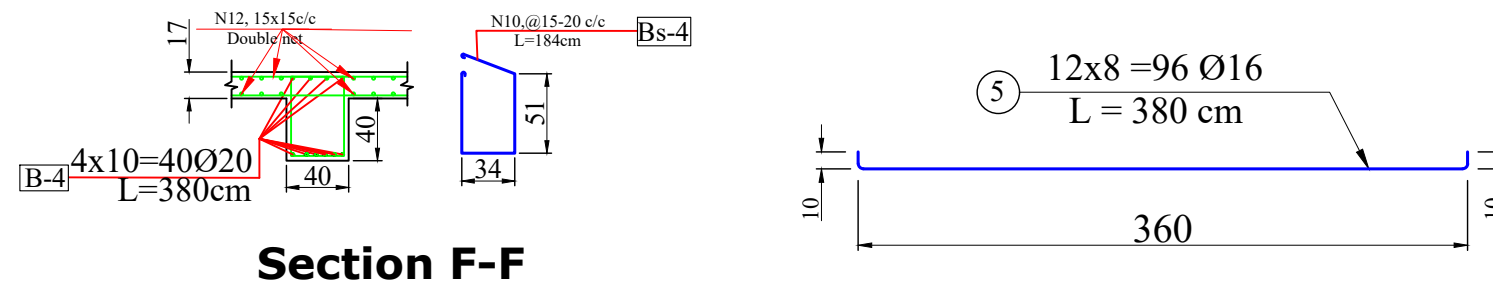 N12, 15x15c/c
Double net
17
40
40
B-4
4x10=40Ø20
L=380cm
N10,@15-20 c/c
L=184cm
Bs-4
51
34
Section F-F
5
12x8 =96 Ø16
L = 380 cm
10
360
10